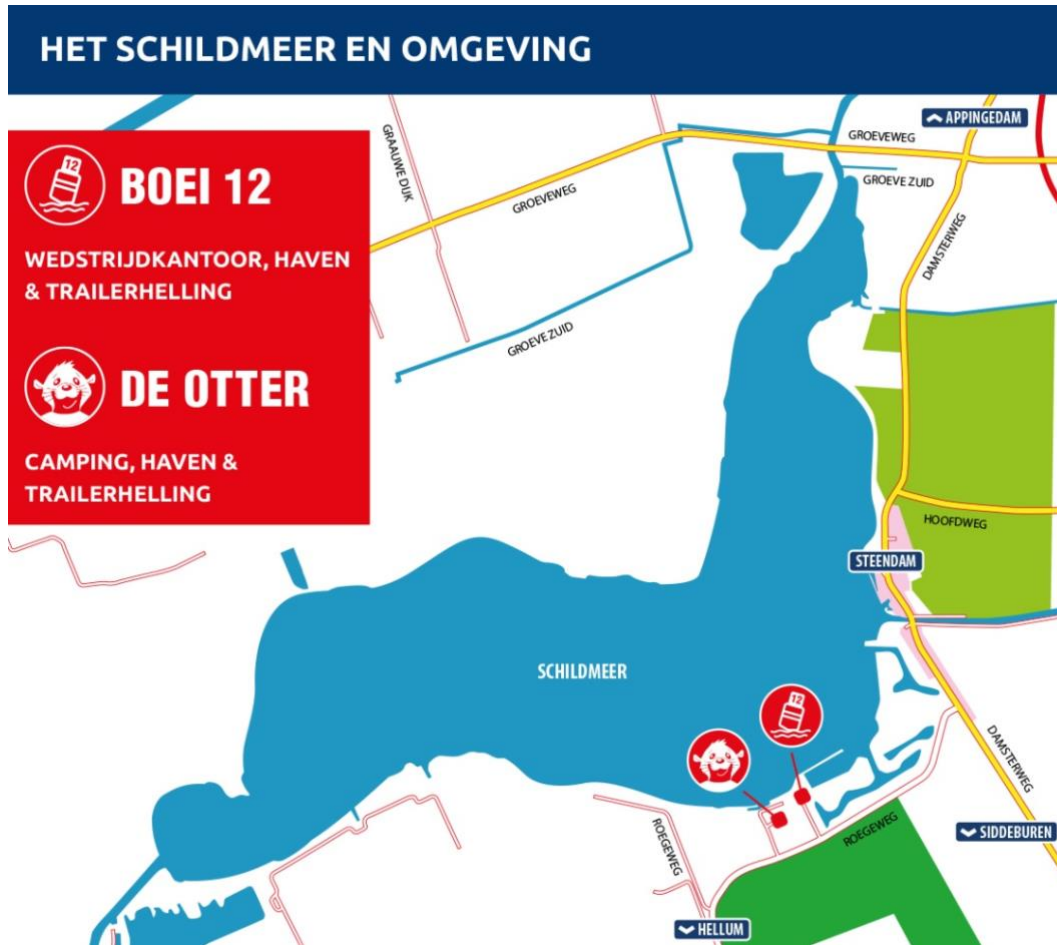 HET SCHILDMEER EN OMGEVING
12
BOEI 12
WEDSTRIJDKANTOOR, HAVEN
& TRAILERHELLING
DE OTTER
CAMPING, HAVEN &
TRAILERHELLING
GRAAUWE DIJK
GROEVEWEG
GROEVE ZUID
APPINGEDAM
GROEVEWEG
GROEVE ZUID
DAMSTERWEG
HOOFDWEG
STEENDAM
SCHILDMEER
12
DAMSTERWEG
SIDDEBUREN
ROEGEWEG
ROEGEWEG
HELLUM